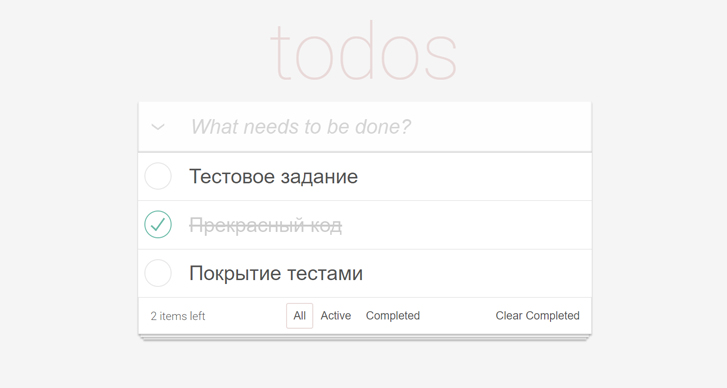 todos
What needs to be done?
Тестовое задание
Прекрасный код
Покрытие тестами
2 items left All Active Completed Clear Completed